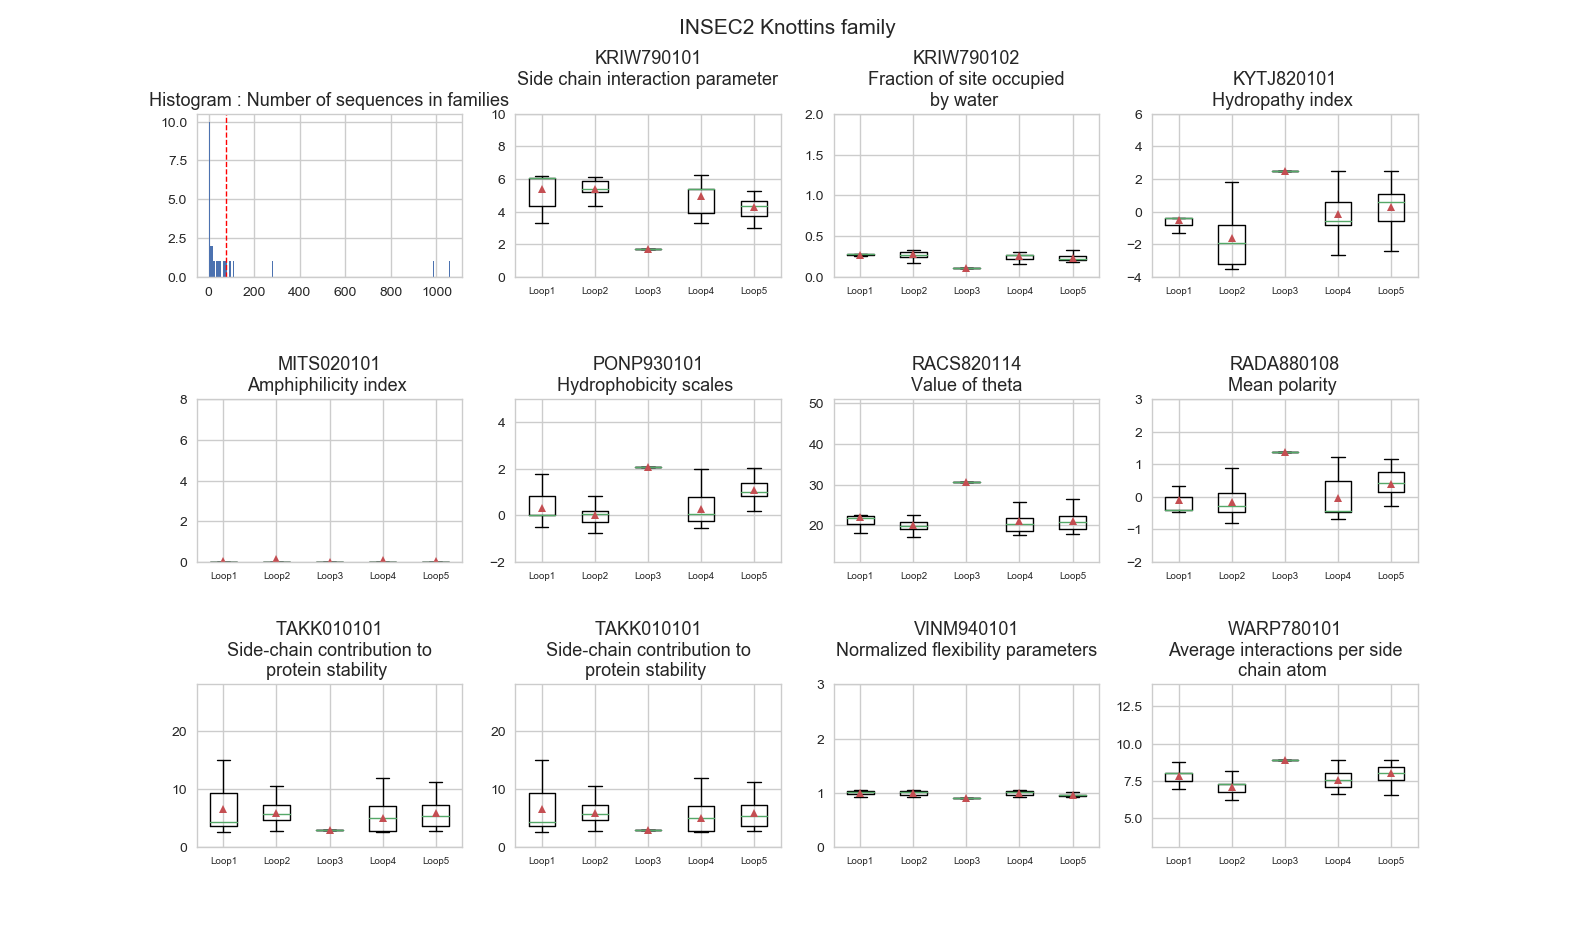 INSEC2 Knottins family
Histogram : Number of sequences in families
10.0
7.5
5.0
2.5
0.0
0 200 400 600 800 1000
KRIW790101
Side chain interaction parameter
10
8
6
4
2
0
Loop1 Loop2 Loop3 Loop4 Loop5
KRIW790102
Fraction of site occupied
by water
2.0
1.5
1.0
0.5
0.0
Loop1 Loop2 Loop3 Loop4 Loop5
KYTJ820101
Hydropathy index
6
4
2
0
−2
−4
Loop1 Loop2 Loop3 Loop4 Loop5
MITS020101
Amphiphilicity index
8
6
4
2
0
Loop1 Loop2 Loop3 Loop4 Loop5
PONP930101
Hydrophobicity scales
4
2
0
−2
Loop1 Loop2 Loop3 Loop4 Loop5
RACS820114
Value of theta
50
40
30
20
Loop1 Loop2 Loop3 Loop4 Loop5
RADA880108
Mean polarity
3
2
1
0
−1
−2
Loop1 Loop2 Loop3 Loop4 Loop5
TAKK010101
Side-chain contribution to
protein stability
20
10
0
Loop1 Loop2 Loop3 Loop4 Loop5
TAKK010101
Side-chain contribution to
protein stability
20
10
0
Loop1 Loop2 Loop3 Loop4 Loop5
VINM940101
Normalized flexibility parameters
3
2
1
0
Loop1 Loop2 Loop3 Loop4 Loop5
WARP780101
Average interactions per side
chain atom
12.5
10.0
7.5
5.0
Loop1 Loop2 Loop3 Loop4 Loop5